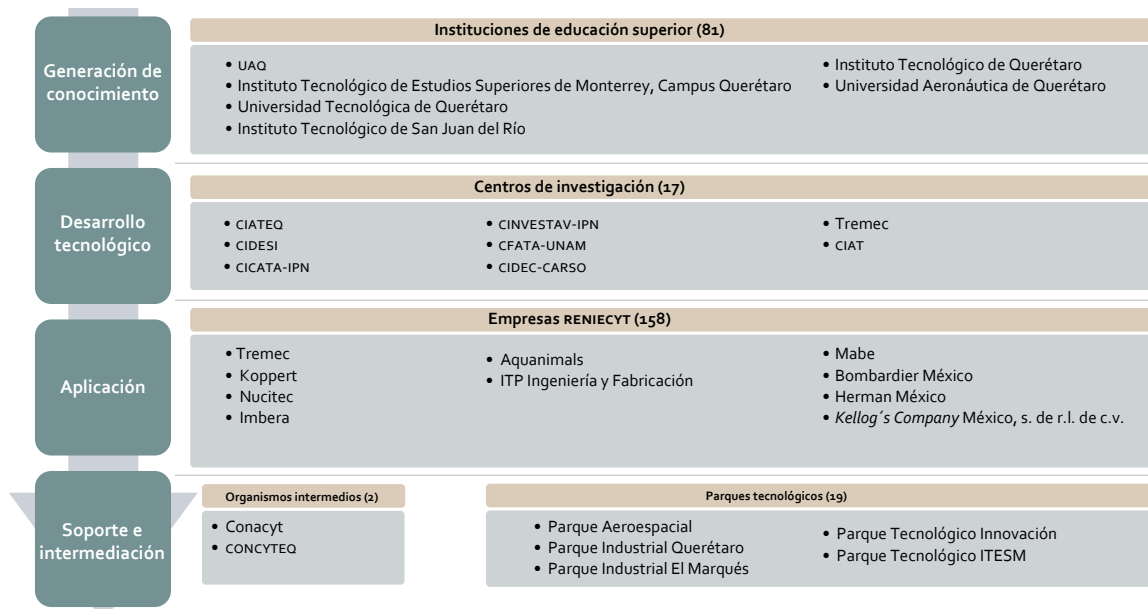 Generación de
conocimiento
Instituciones de educación superior (81)
• UAQ
• Instituto Tecnológico de Estudios Superiores de Monterrey, Campus Querétaro
• Universidad Tecnológica de Querétaro
• Instituto Tecnológico de San Juan del Río
• Instituto Tecnológico de Querétaro
• Universidad Aeronáutica de Querétaro
Desarrollo
tecnológico
Centros de investigación (17)
• CIATEQ
• CIDESI
• CICATA-IPN
• CINVESTAV-IPN
• CFATA-UNAM
• CIDEC-CARSO
• Tremec
• CIAT
Aplicación
Empresas RENIECYT (158)
• Tremec
• Koppert
• Nucitec
• Imbera
• Aquanimals
• ITP Ingeniería y Fabricación
• Mabe
• Bombardier México
• Herman México
• Kellog´s Company México, s. de r.l. de c.v.
Soporte e
intermediación
Organismos intermedios (2)
• Conacyt
• CONCYTEQ
Parques tecnológicos (19)
• Parque Aeroespacial
• Parque Industrial Querétaro
• Parque Industrial El Marqués
• Parque Tecnológico Innovación
• Parque Tecnológico ITESM